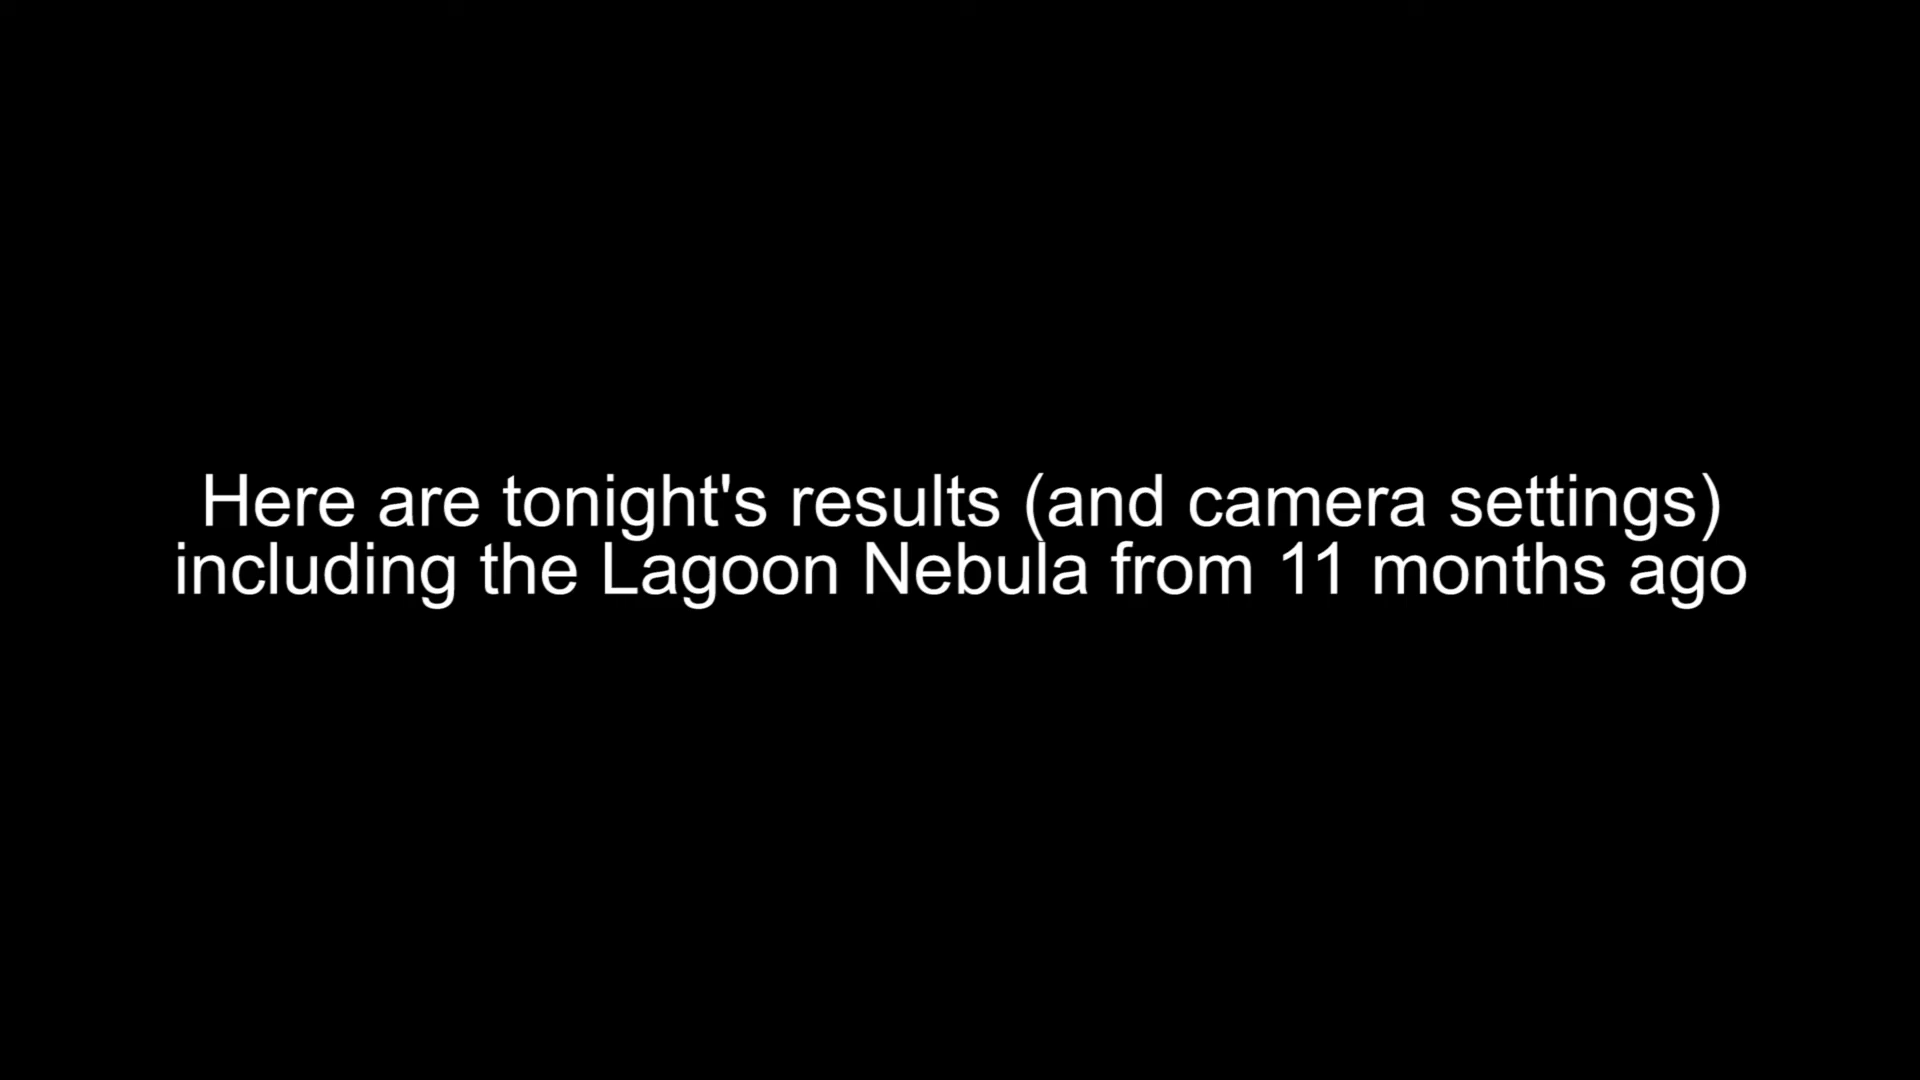 Here are tonight's results (and camera settings)
including the Lagoon Nebula from 11 months ago